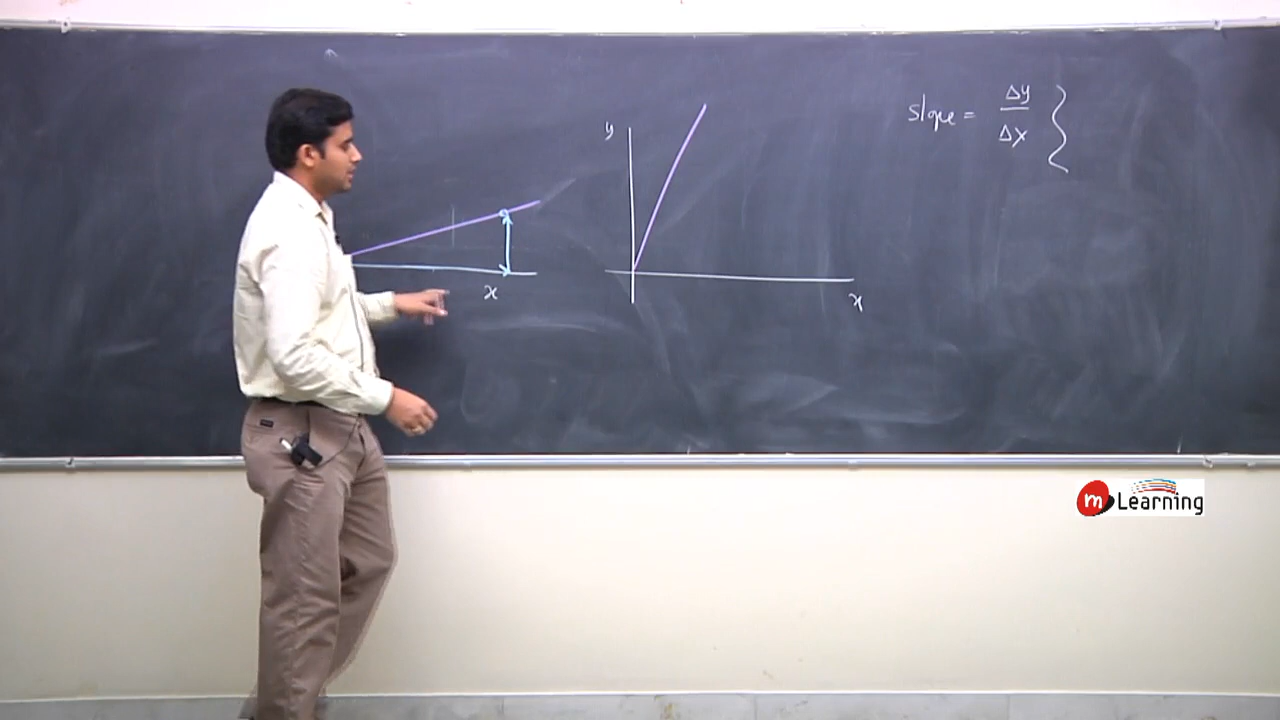 y
x
x
slope = Δy
Δx
m Learning